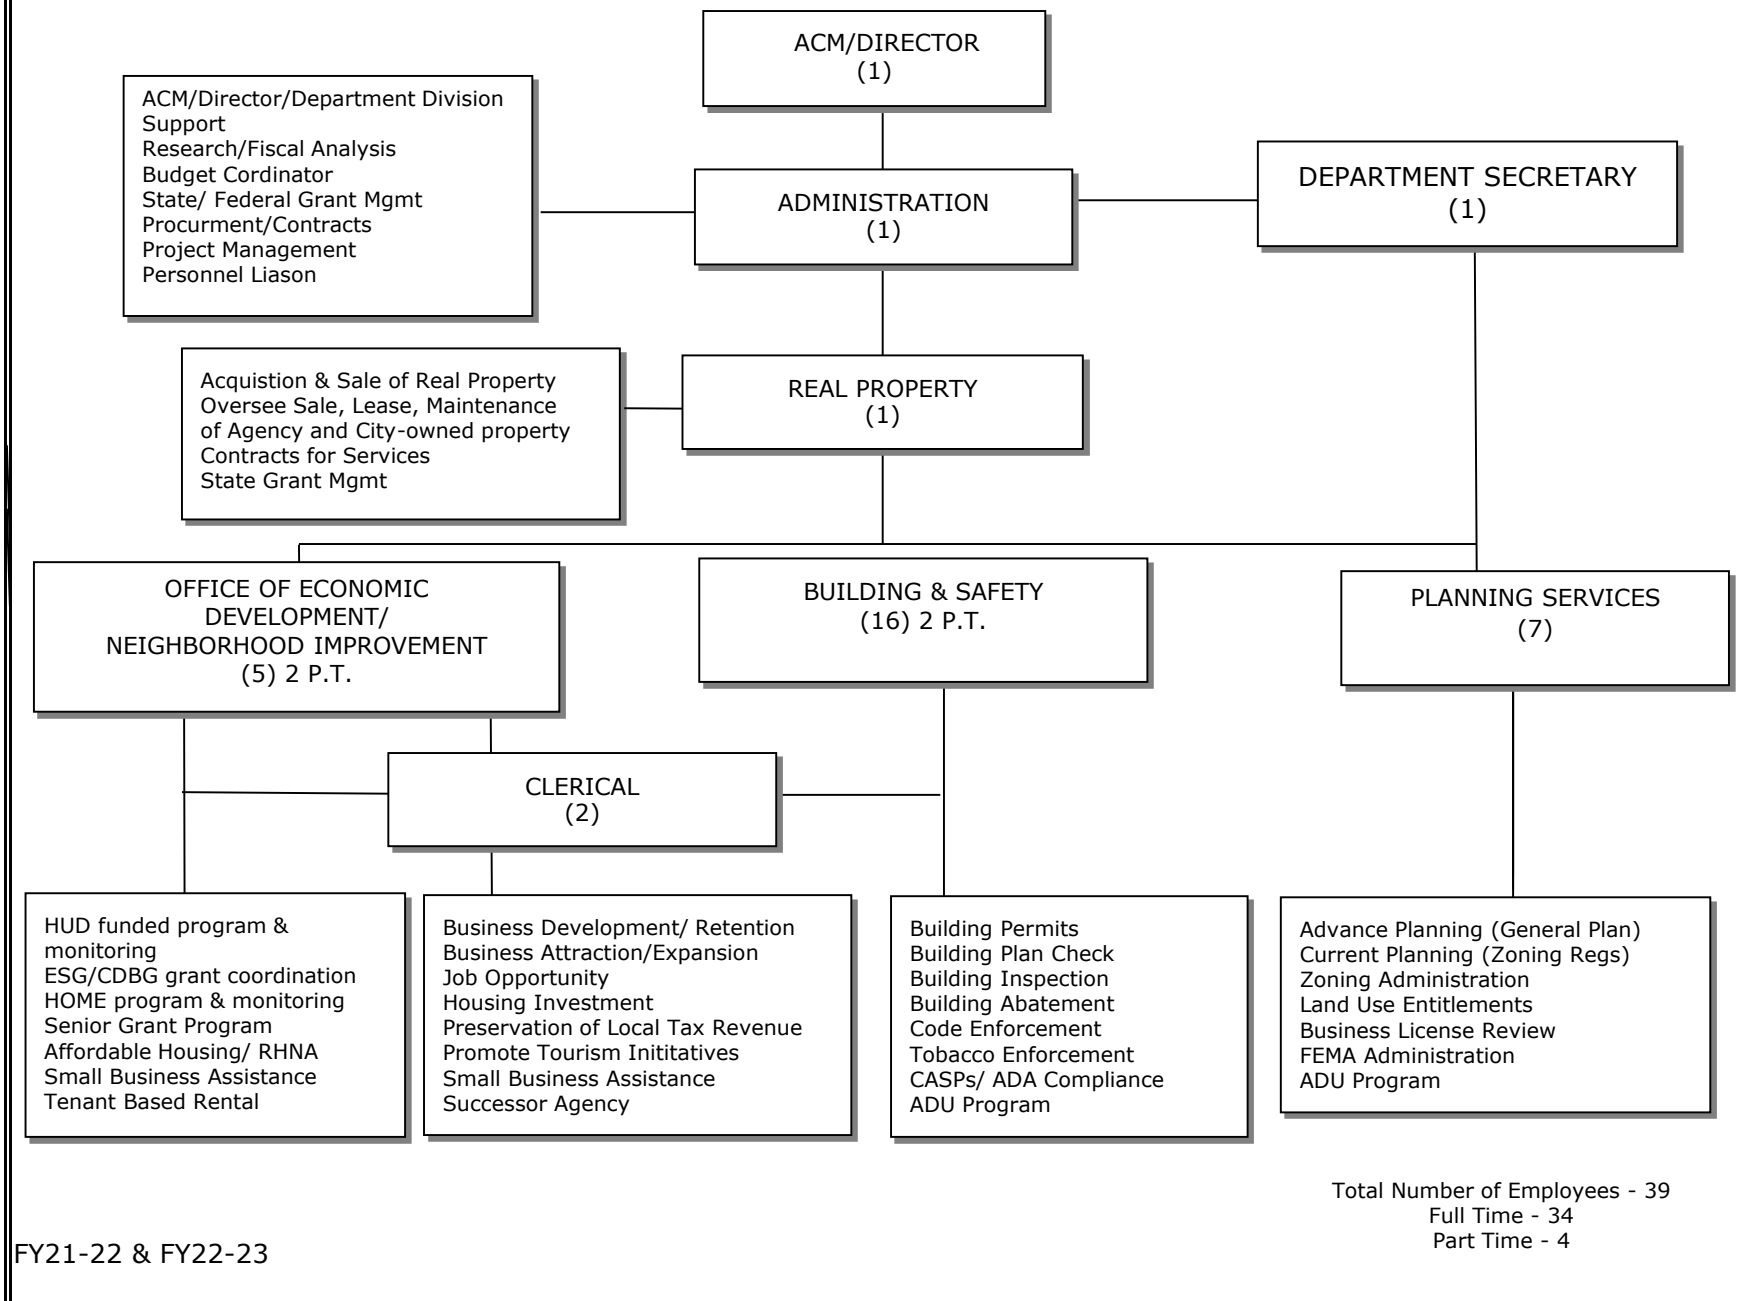 ACM/DIRECTOR
(1)
ACM/Director/Department Division
Support
Research/Fiscal Analysis
Budget Cordinator
State/ Federal Grant Mgmt
Procurment/Contracts
Project Management
Personnel Liason
ADMINISTRATION
(1)
DEPARTMENT SECRETARY
(1)
Acquistion & Sale of Real Property
Oversee Sale, Lease, Maintenance
of Agency and City-owned property
Contracts for Services
State Grant Mgmt
REAL PROPERTY
(1)
OFFICE OF ECONOMIC
DEVELOPMENT/
NEIGHBORHOOD IMPROVEMENT
(5) 2 P.T.
BUILDING & SAFETY
(16) 2 P.T.
PLANNING SERVICES
(7)
CLERICAL
(2)
HUD funded program &
monitoring
ESG/CDBG grant coordination
HOME program & monitoring
Senior Grant Program
Affordable Housing/ RHNA
Small Business Assistance
Tenant Based Rental
Business Development/ Retention
Business Attraction/Expansion
Job Opportunity
Housing Investment
Preservation of Local Tax Revenue
Promote Tourism Inititatives
Small Business Assistance
Successor Agency
Building Permits
Building Plan Check
Building Inspection
Building Abatement
Code Enforcement
Tobacco Enforcement
CASPs/ ADA Compliance
ADU Program
Advance Planning (General Plan)
Current Planning (Zoning Regs)
Zoning Administration
Land Use Entitlements
Business License Review
FEMA Administration
ADU Program
Total Number of Employees - 39
Full Time - 34
Part Time - 4
FY21-22 & FY22-23